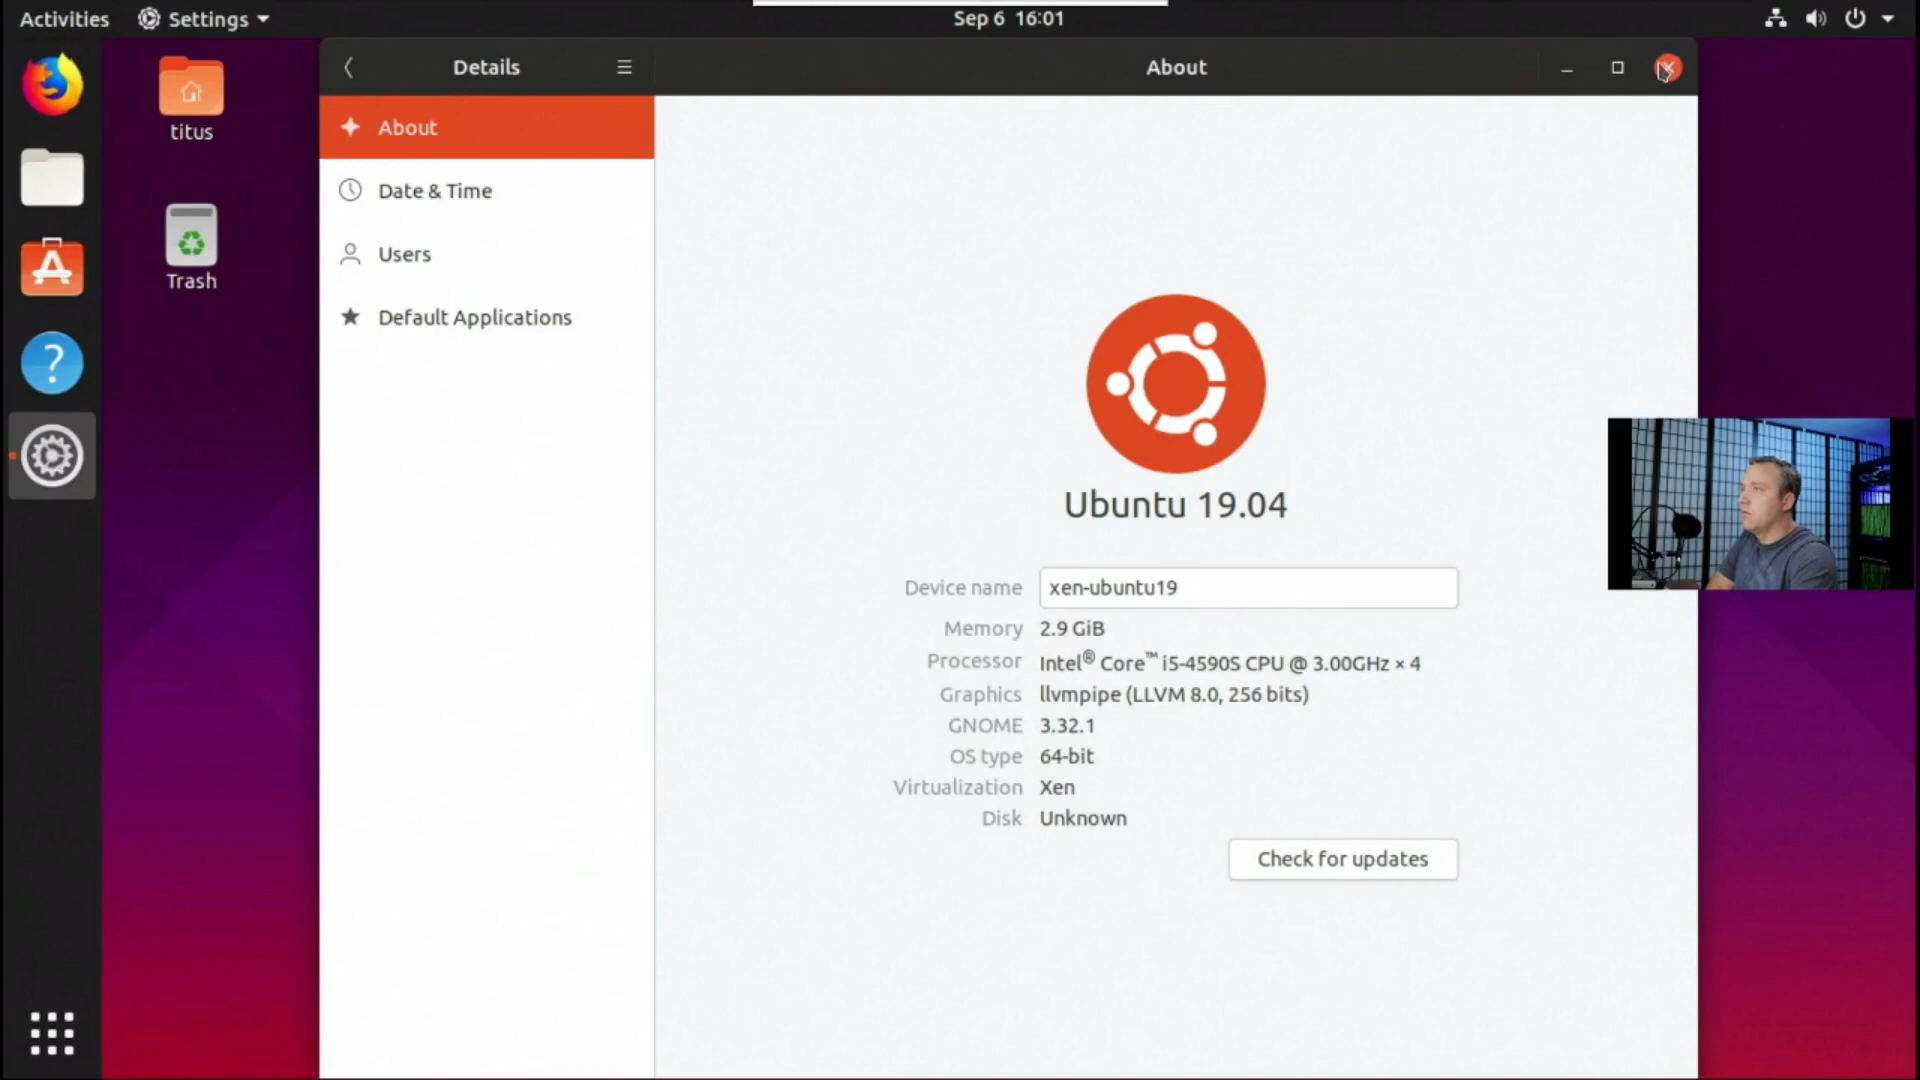 Activities Settings Sep 6 16:01
Details About
titus
Trash
About
Date & Time
Users
Default Applications
Ubuntu 19.04
Device name xen-ubuntu19
Memory 2.9 GiB
Processor Intel® Core™ i5-4590S CPU @ 3.00GHz × 4
Graphics llvmpipe (LLVM 8.0, 256 bits)
GNOME 3.32.1
OS type 64-bit
Virtualization Xen
Disk Unknown
Check for updates